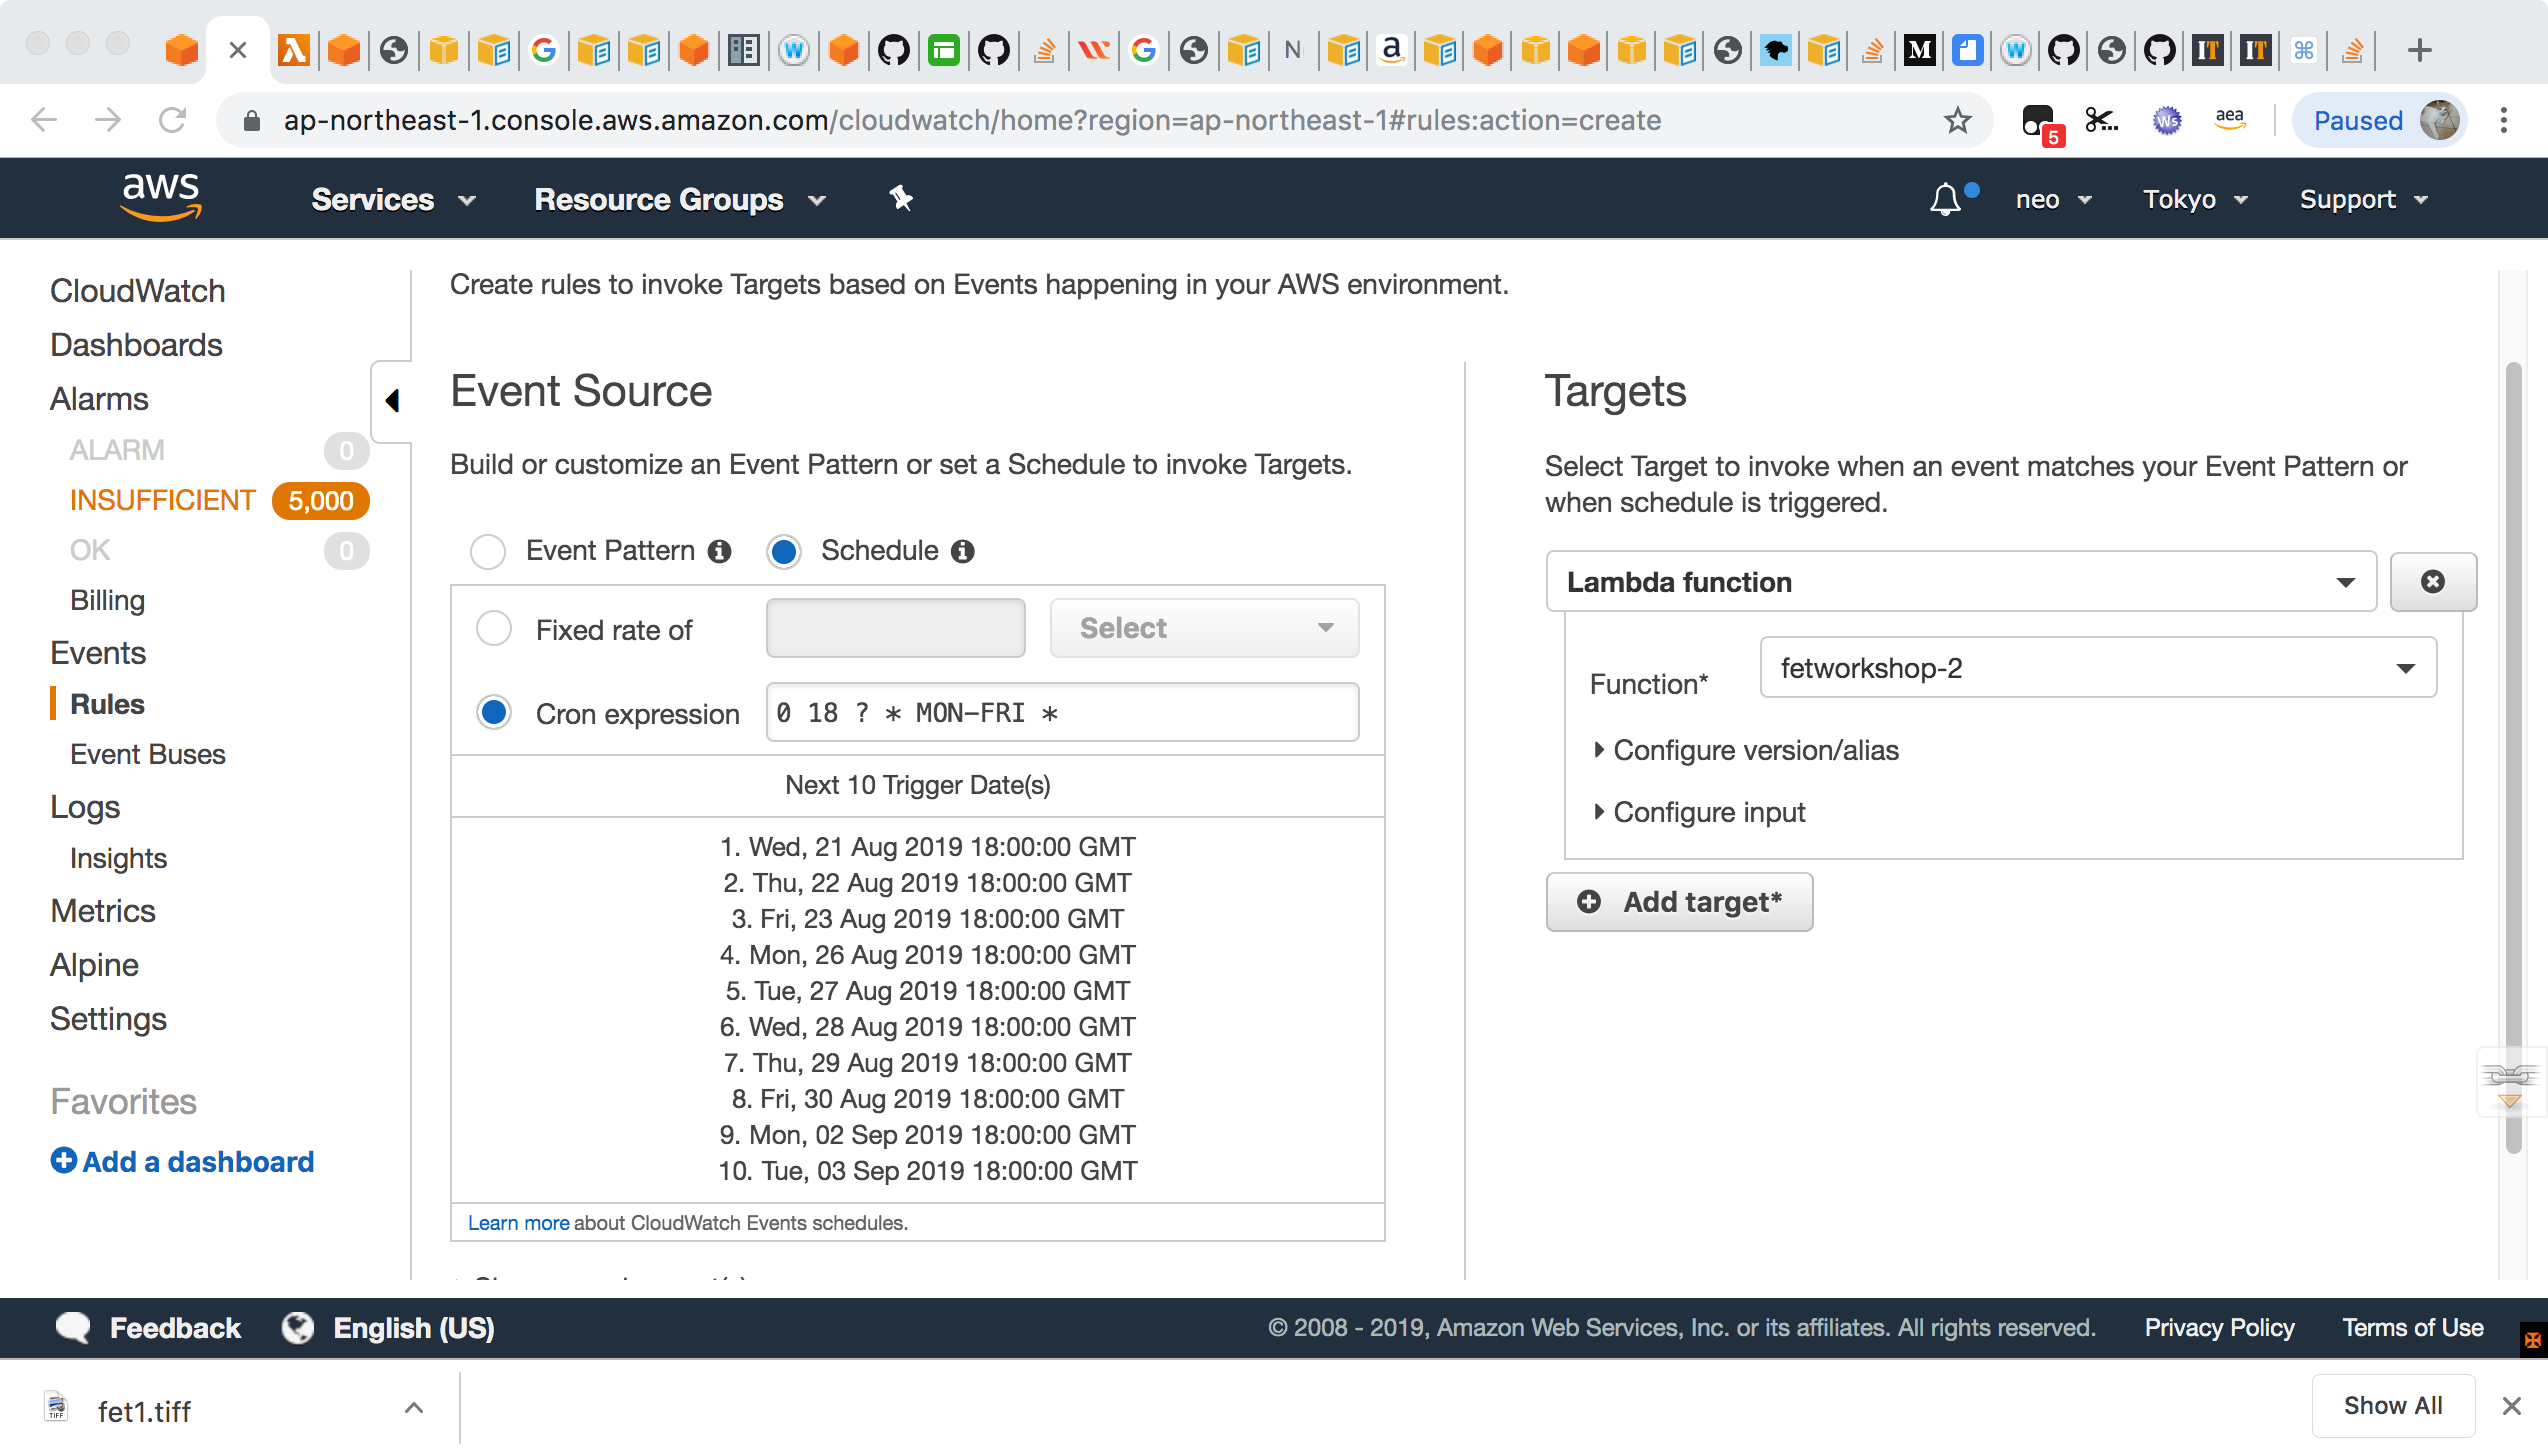 ap-northeast-1.console.aws.amazon.com/cloudwatch/home?region=ap-northeast-1#rules:action=create
5
Ws
aea
Paused
aws
Services
Resource Groups
neo
Tokyo
Support
CloudWatch
Dashboards
Alarms
ALARM 0
INSUFFICIENT 5,000
OK 0
Billing
Events
Rules
Event Buses
Logs
Insights
Metrics
Alpine
Settings
Favorites
Add a dashboard
Create rules to invoke Targets based on Events happening in your AWS environment.
Event Source
Build or customize an Event Pattern or set a Schedule to invoke Targets.
Event Pattern
Schedule
Fixed rate of
Select
Cron expression
0 18 ? * MON-FRI *
Next 10 Trigger Date(s)
1. Wed, 21 Aug 2019 18:00:00 GMT
2. Thu, 22 Aug 2019 18:00:00 GMT
3. Fri, 23 Aug 2019 18:00:00 GMT
4. Mon, 26 Aug 2019 18:00:00 GMT
5. Tue, 27 Aug 2019 18:00:00 GMT
6. Wed, 28 Aug 2019 18:00:00 GMT
7. Thu, 29 Aug 2019 18:00:00 GMT
8. Fri, 30 Aug 2019 18:00:00 GMT
9. Mon, 02 Sep 2019 18:00:00 GMT
10. Tue, 03 Sep 2019 18:00:00 GMT
Learn more about CloudWatch Events schedules.
Targets
Select Target to invoke when an event matches your Event Pattern or
when schedule is triggered.
Lambda function
Function*
fetworkshop-2
Configure version/alias
Configure input
Add target*
Feedback
English (US)
© 2008 - 2019, Amazon Web Services, Inc. or its affiliates. All rights reserved.
Privacy Policy
Terms of Use
TIFF
fet1.tiff
Show All